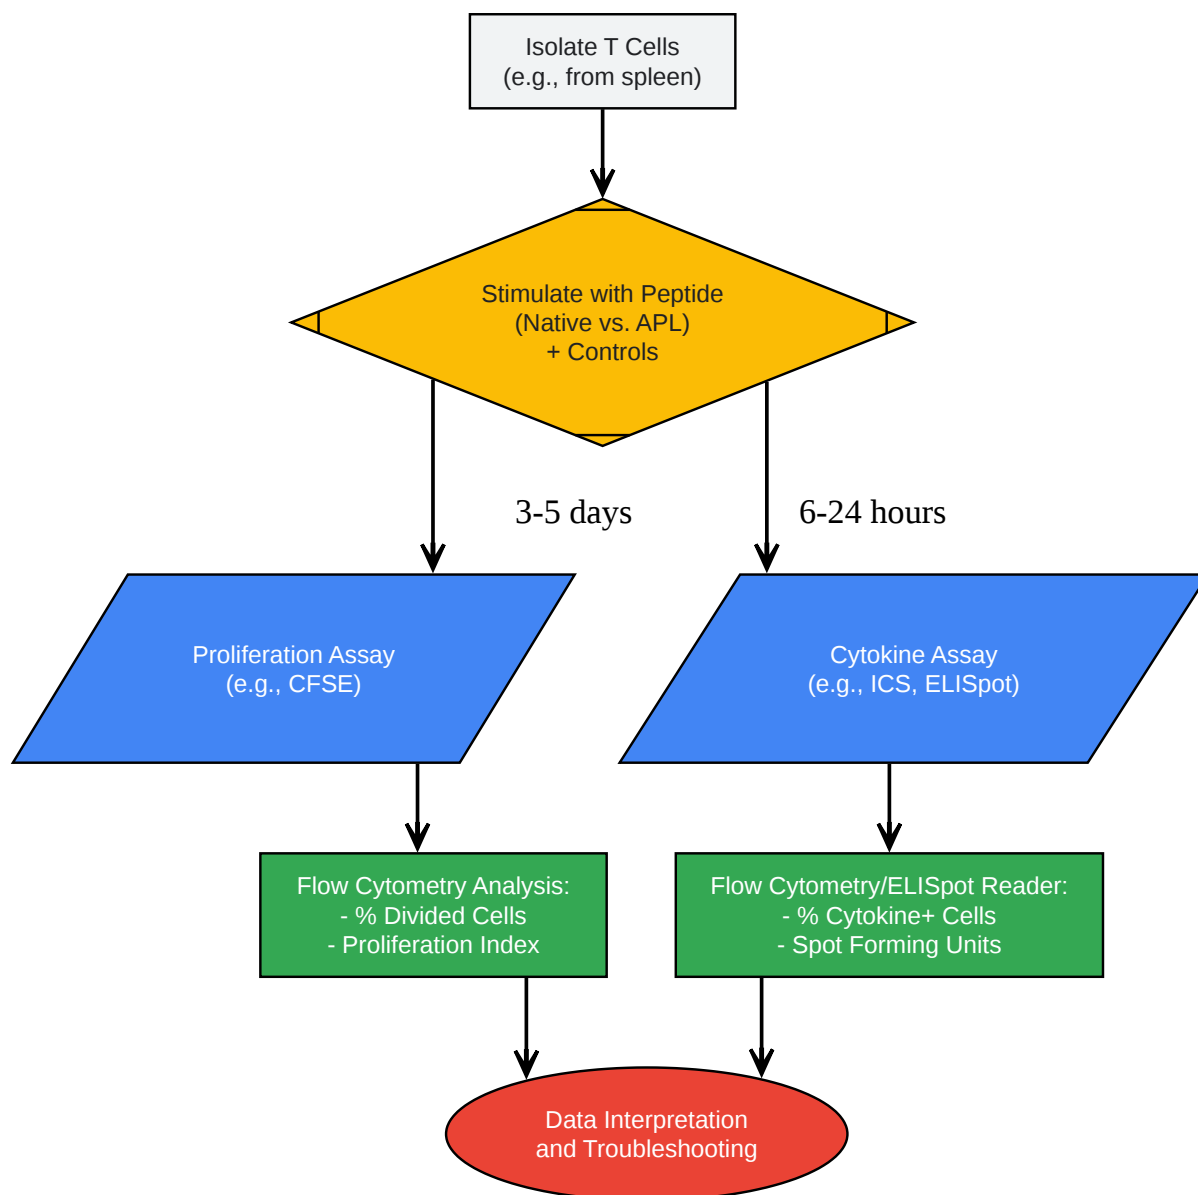 Isolate T Cells
(e.g., from spleen)
Stimulate with Peptide
(Native vs. APL)
+ Controls
3-5 days
6-24 hours
Proliferation Assay
(e.g., CFSE)
Cytokine Assay
(e.g., ICS, ELISpot)
Flow Cytometry Analysis:
- % Divided Cells
- Proliferation Index
Flow Cytometry/ELISpot Reader:
- % Cytokine+ Cells
- Spot Forming Units
Data Interpretation
and Troubleshooting